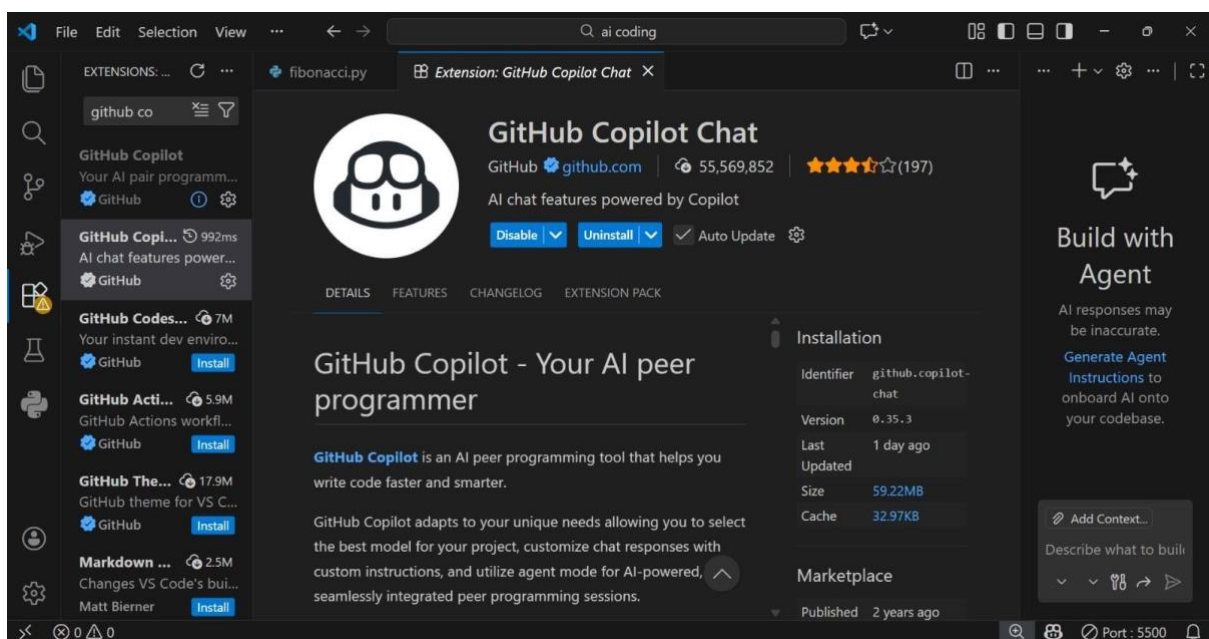 File Edit Selection View ··· ai coding
EXTENSIONS: ... ···
github co
GitHub Copilot
Your AI pair programm...
GitHub
GitHub Copi... 992ms
AI chat features power...
GitHub
GitHub Codes... 7M
Your instant dev enviro...
GitHub Install
GitHub Acti... 5.9M
GitHub Actions workfl...
GitHub Install
GitHub The... 17.9M
GitHub theme for VS C...
GitHub Install
Markdown ... 2.5M
Changes VS Code's bui...
Matt Bierner Install
fibonacci.py Extension: GitHub Copilot Chat
GitHub Copilot Chat
GitHub github.com 55,569,852 (197)
AI chat features powered by Copilot
Disable Uninstall Auto Update
DETAILS FEATURES CHANGELOG EXTENSION PACK
GitHub Copilot - Your AI peer
programmer
GitHub Copilot is an AI peer programming tool that helps you
write code faster and smarter.
GitHub Copilot adapts to your unique needs allowing you to select
the best model for your project, customize chat responses with
custom instructions, and utilize agent mode for AI-powered,
seamlessly integrated peer programming sessions.
Installation
Identifier github.copilot-
chat
Version 0.35.3
Last 1 day ago
Updated
Size 59.22MB
Cache 32.97KB
Marketplace
Published 2 years ago
Build with
Agent
AI responses may
be inaccurate.
Generate Agent
Instructions to
onboard AI onto
your codebase.
Add Context...
Describe what to buil
0 0 Port : 5500